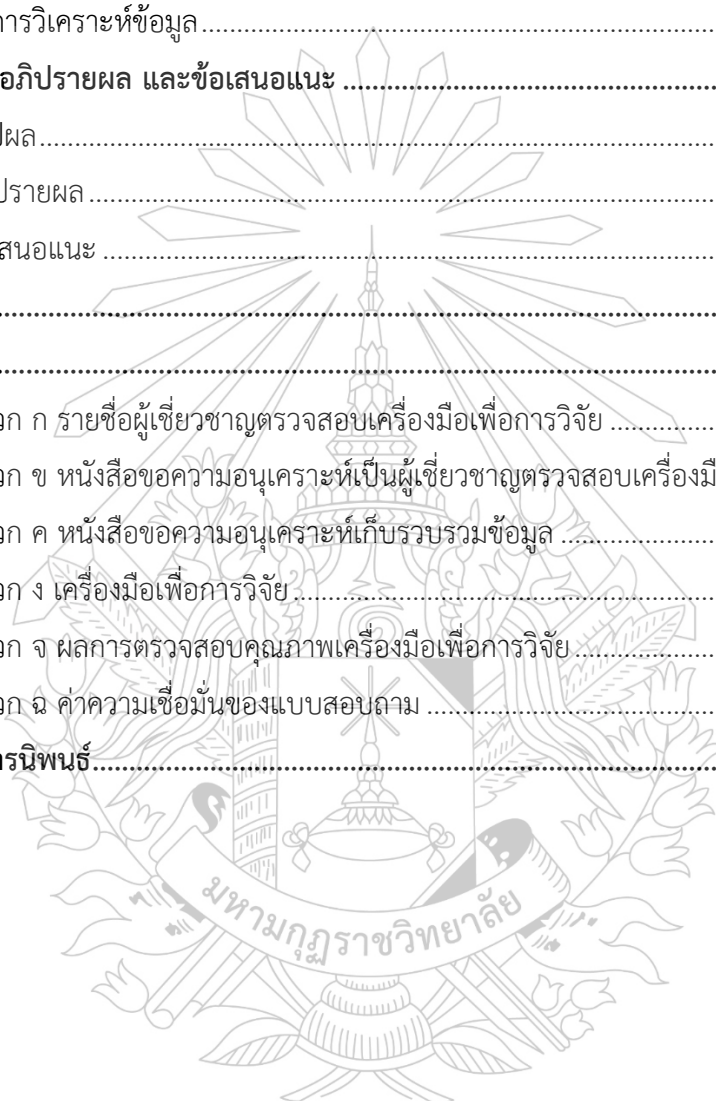 การวิเคราะห์ข้อมูล
อภิปรายผล และข้อเสนอแนะ
ผล
ปรายผล
สนอแนะ
วก ก รายชื่อผู้เชี่ยวชาญตรวจสอบเครื่องมือเพื่อการวิจัย
วก ข หนังสือขอความอนุเคราะห์เป็นผู้เชี่ยวชาญตรวจสอบเครื่องมื
วก ค หนังสือขอความอนุเคราะห์เก็บรวบรวมข้อมูล
วก ง เครื่องมือเพื่อการวิจัย
วก จ ผลการตรวจสอบคุณภาพเครื่องมือเพื่อการวิจัย
วก ฉ ค่าความเชื่อมั่นของแบบสอบถาม
รนิพนธ์
มหามกุฏราชวิทยาลัย